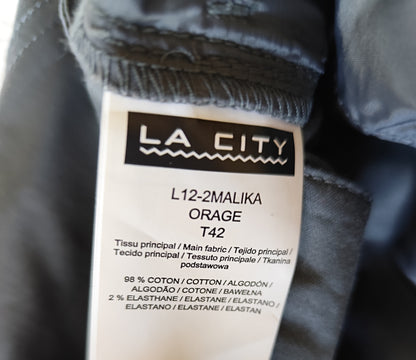 LA CITY
L12-2MALIKA
ORAGE
T42
Tissu principal / Main fabric / Tejido principal /
Tecido principal / Tessuto principale / Tkanina
podstawowa
98 % COTON / COTTON / ALGODÓN /
ALGODÃO / COTONE / BAWEŁNA
2 % ELASTHANE / ELASTANE / ELASTANO /
ELASTANO / ELASTANE / ELASTAN